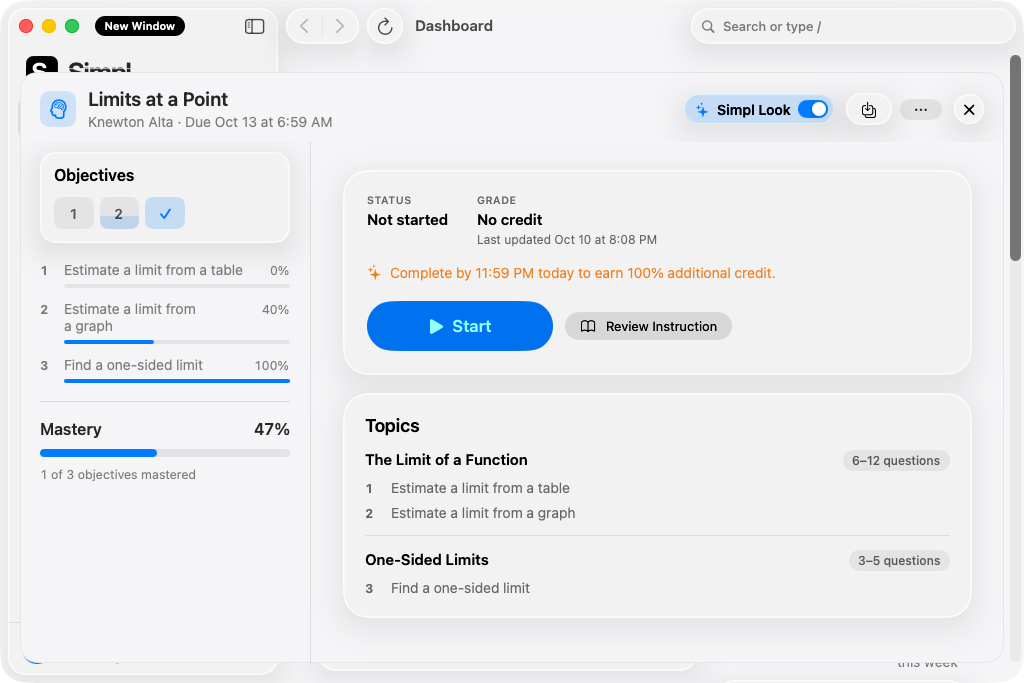 New Window
Dashboard
Search or type /
Simpl
Limits at a Point
Knewton Alta · Due Oct 13 at 6:59 AM
Simpl Look
Objectives
1
2
1 Estimate a limit from a table 0%
2 Estimate a limit from 40%
a graph
3 Find a one-sided limit 100%
Mastery 47%
1 of 3 objectives mastered
STATUS
Not started
GRADE
No credit
Last updated Oct 10 at 8:08 PM
Complete by 11:59 PM today to earn 100% additional credit.
Start
Review Instruction
Topics
The Limit of a Function 6–12 questions
1 Estimate a limit from a table
2 Estimate a limit from a graph
One-Sided Limits 3–5 questions
3 Find a one-sided limit
this week